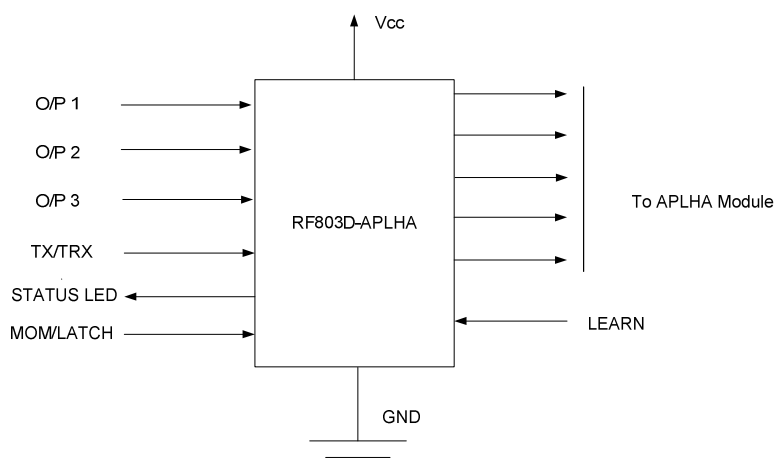 Vcc
O/P 1
O/P 2
O/P 3
TX/TRX
STATUS LED
MOM/LATCH
RF803D-APLHA
To APLHA Module
LEARN
GND